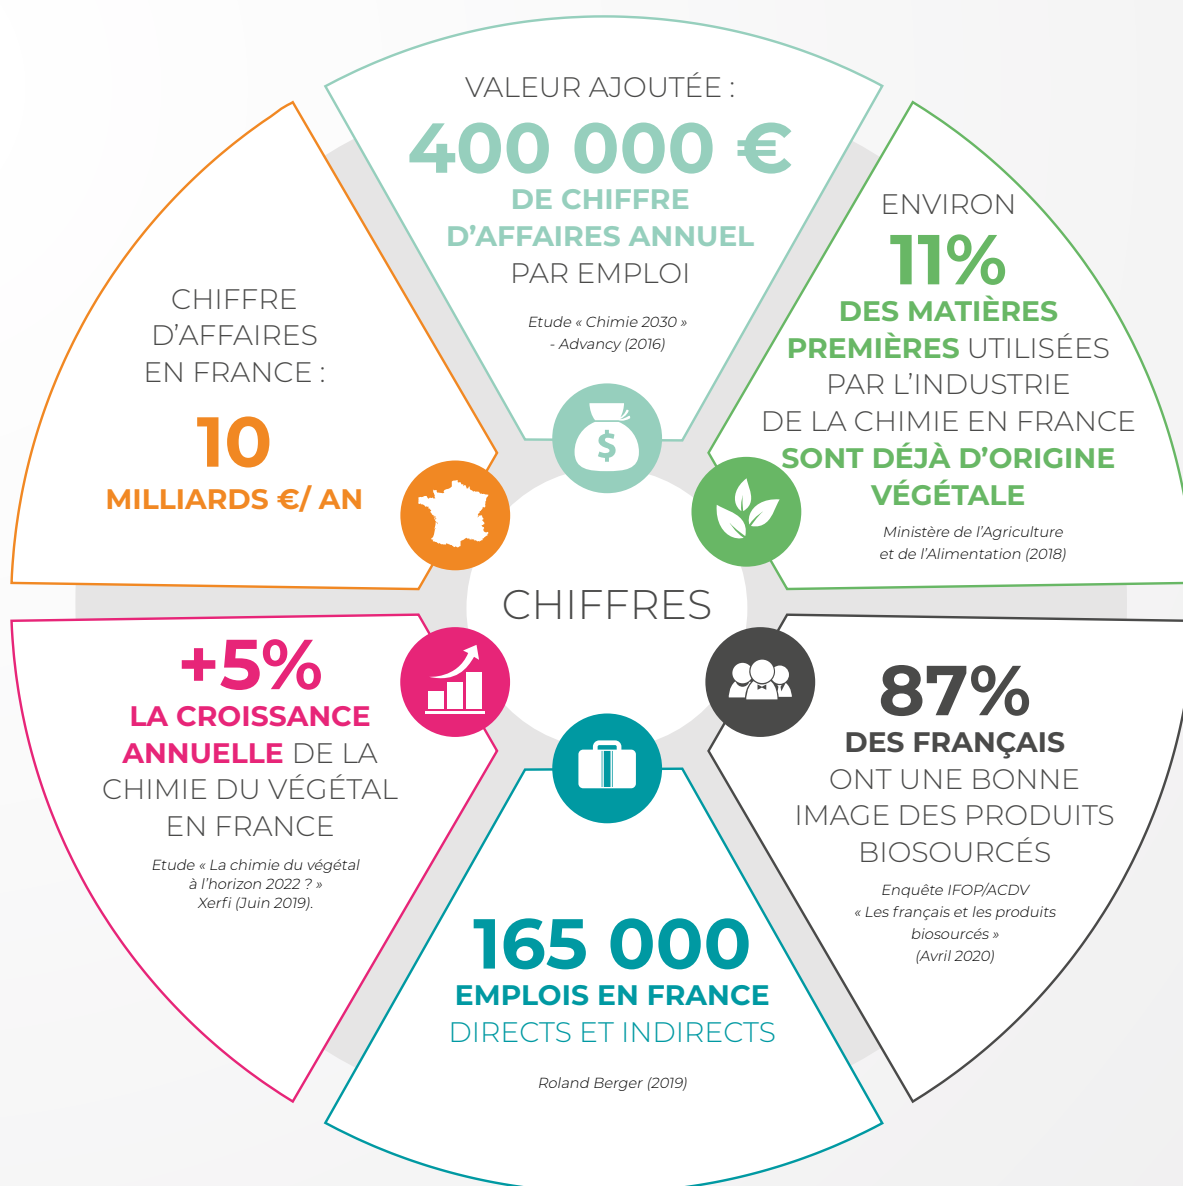 VALEUR AJOUTÉE :
400 000 €
DE CHIFFRE
D'AFFAIRES ANNUEL
PAR EMPLOI
Etude « Chimie 2030 »
- Advancy (2016)
ENVIRON
11%
DES MATIÈRES
PREMIÈRES UTILISÉES
PAR L'INDUSTRIE
DE LA CHIMIE EN FRANCE
SONT DÉJÀ D'ORIGINE
VÉGÉTALE
Ministère de l'Agriculture
et de l'Alimentation (2018)
CHIFFRE
D'AFFAIRES
EN FRANCE :
10
MILLIARDS €/ AN
$
CHIFFRES
+5%
LA CROISSANCE
ANNUELLE DE LA
CHIMIE DU VÉGÉTAL
EN FRANCE
Etude « La chimie du végétal
à l'horizon 2022 ? »
Xerfi (Juin 2019).
87%
DES FRANÇAIS
ONT UNE BONNE
IMAGE DES PRODUITS
BIOSOURCÉS
Enquête IFOP/ACDV
« Les français et les produits
biosourcés »
(Avril 2020)
165 000
EMPLOIS EN FRANCE
DIRECTS ET INDIRECTS
Roland Berger (2019)